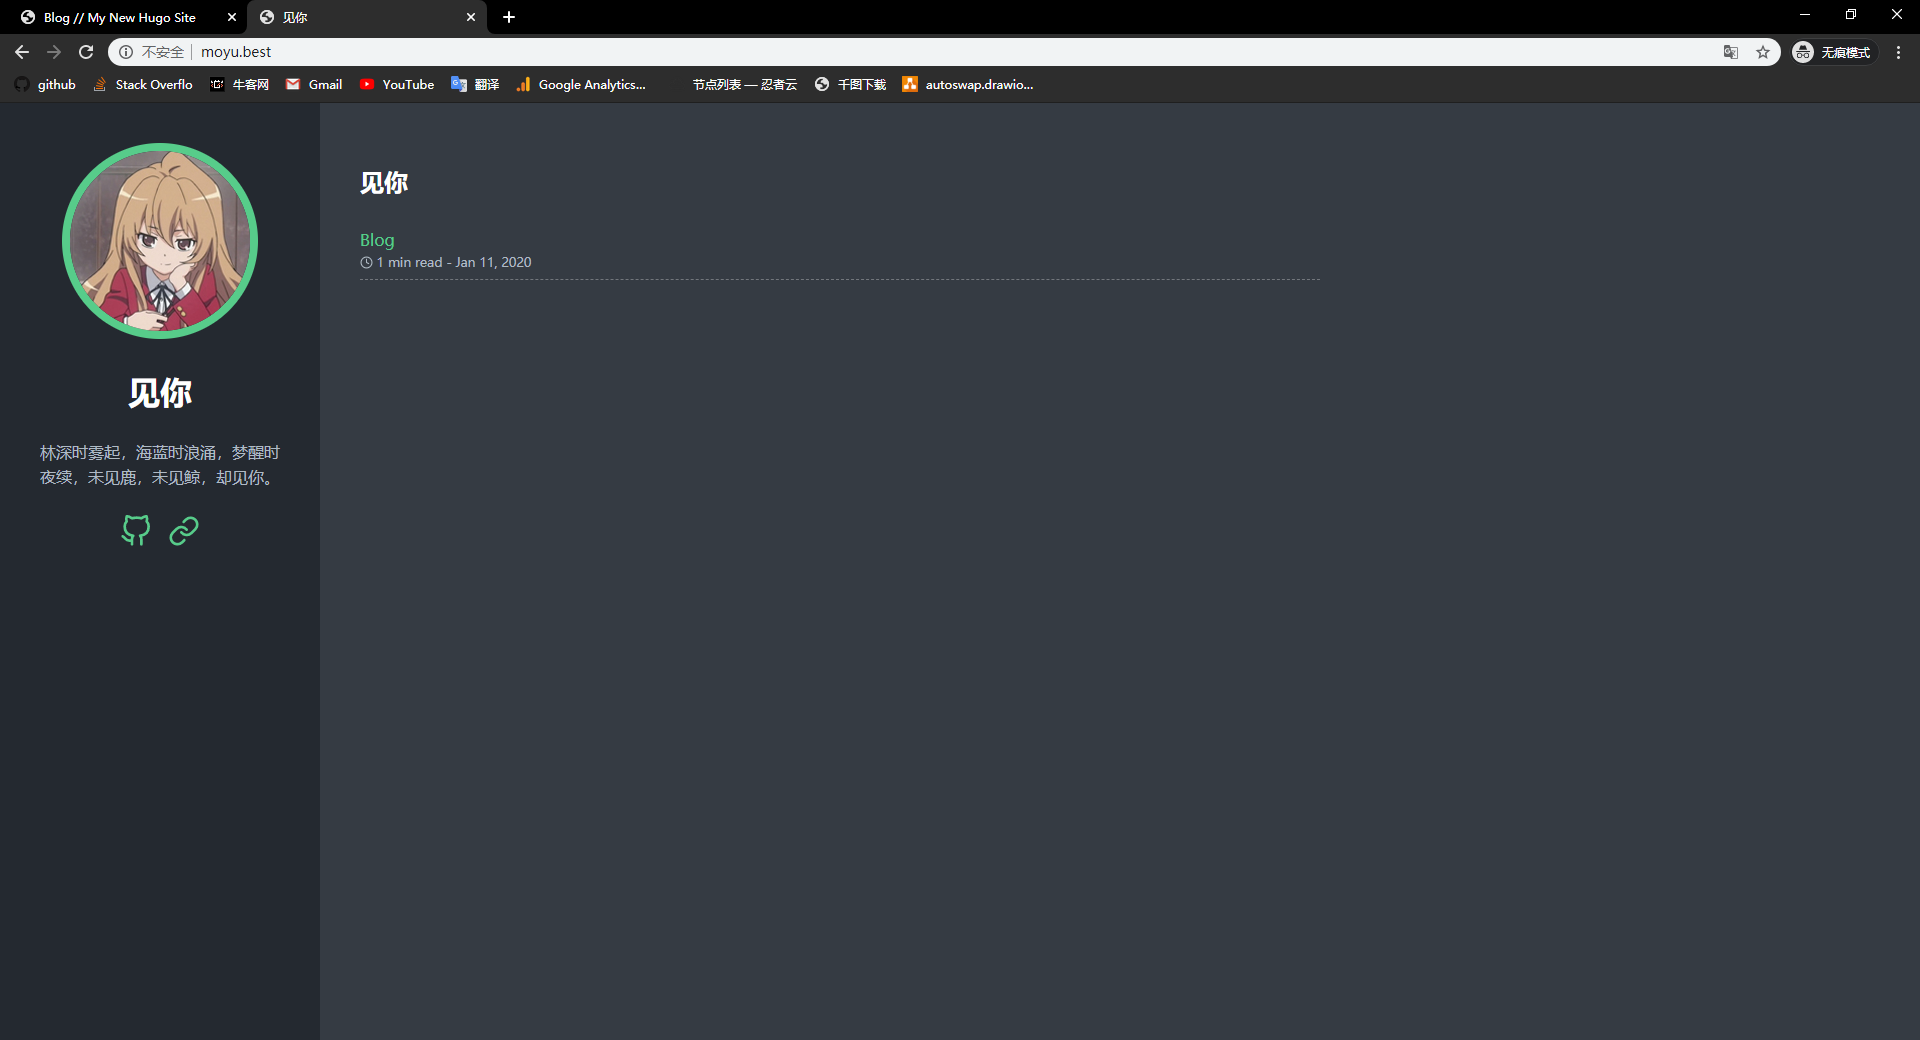 Blog // My New Hugo Site
见你
不安全
moyu.best
无痕模式
github
Stack Overflo
牛客网
Gmail
YouTube
翻译
Google Analytics...
节点列表 — 忍者云
千图下载
autoswap.drawio...
见你
林深时雾起，海蓝时浪涌，梦醒时
夜续，未见鹿，未见鲸，却见你。
见你
Blog
1 min read - Jan 11, 2020